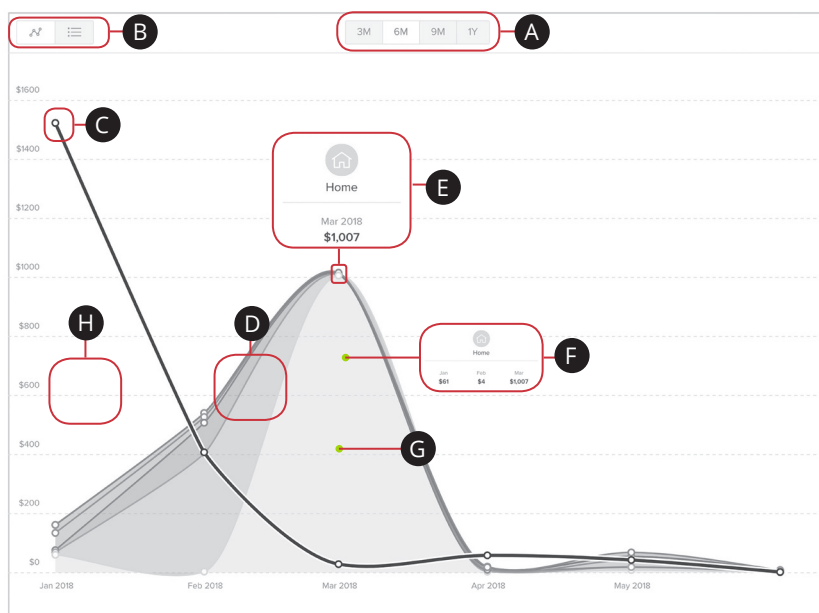 B
3M 6M 9M 1Y
A
$1600
C
$1400
Home
E
$1200
Mar 2018
$1,007
$1000
H
D
$800
Home
F
Jan Feb Mar
$61 $4 $1,007
$600
G
$400
$200
$0
Jan 2018 Feb 2018 Mar 2018 Apr 2018 May 2018